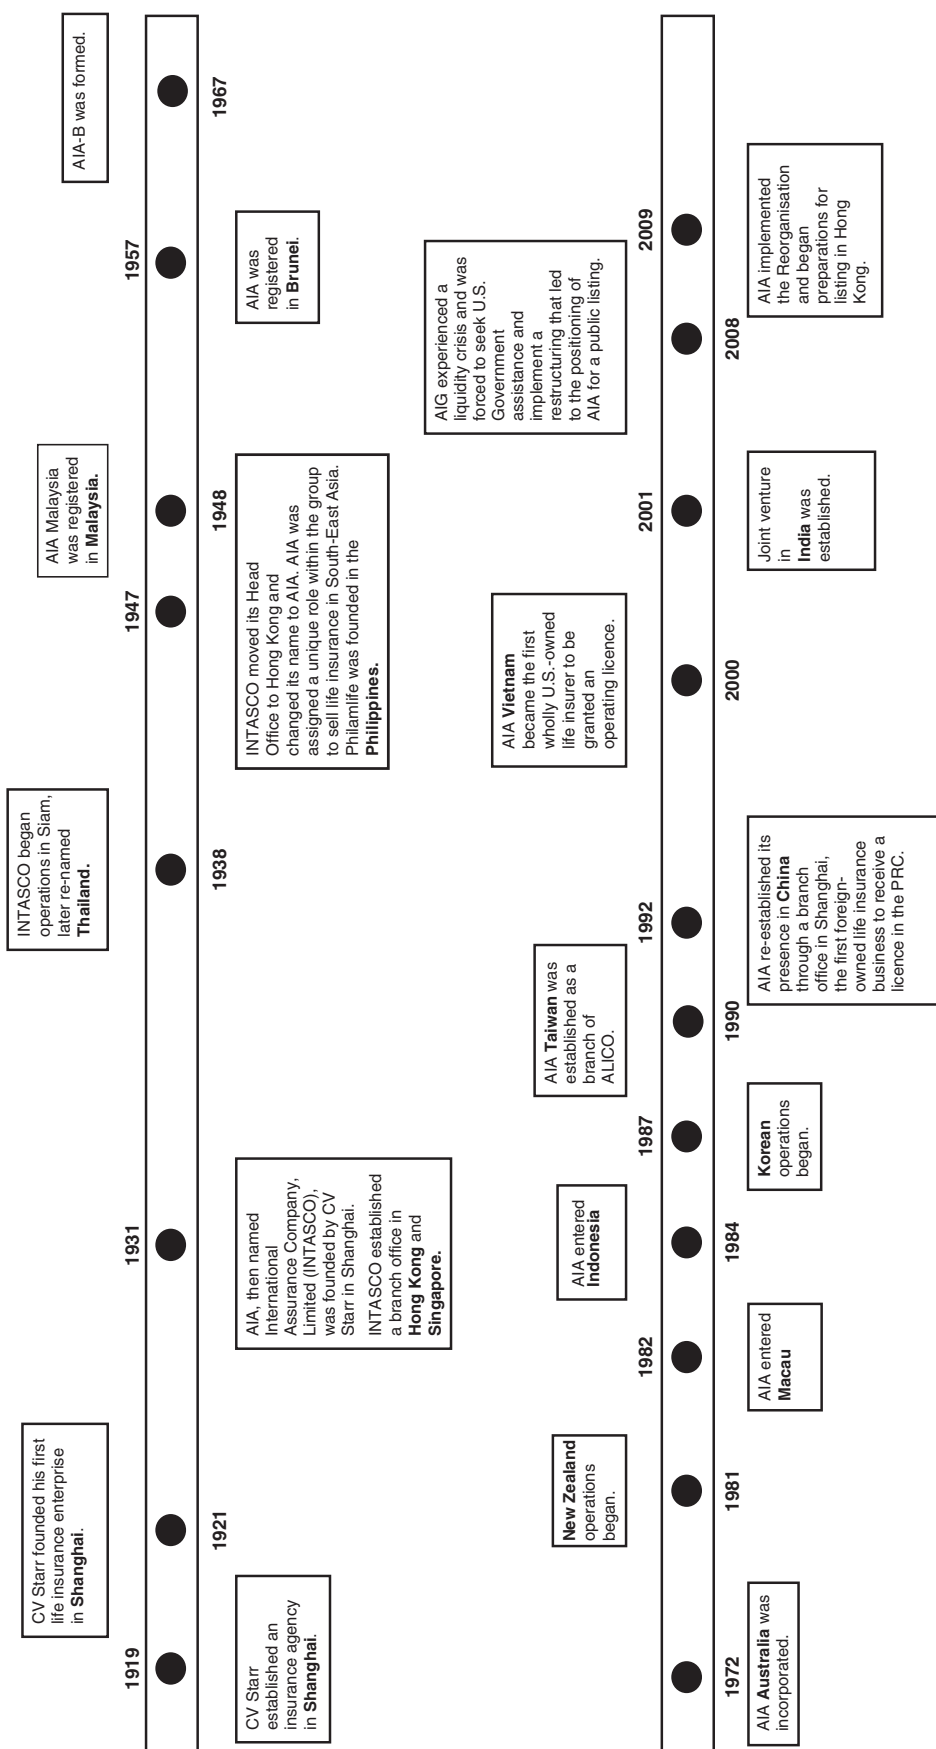 1919
CV Starr
established an
insurance agency
in Shanghai.
CV Starr founded his first
life insurance enterprise
in Shanghai.
1921
1931
AIA, then named
International
Assurance Company,
Limited (INTASCO),
was founded by CV
Starr in Shanghai.
INTASCO established
a branch office in
Hong Kong and
Singapore.
INTASCO began
operations in Siam,
later re-named
Thailand.
1938
1947
INTASCO moved its Head
Office to Hong Kong and
changed its name to AIA. AIA was
assigned a unique role within the group
to sell life insurance in South-East Asia.
Philamlife was founded in the
Philippines.
AIA Malaysia
was registered
in Malaysia.
1948
1957
AIA was
registered
in Brunei.
AIA-B was formed.
1967
1972
AIA Australia was
incorporated.
New Zealand
operations
began.
1981
1982
AIA entered
Macau
AIA entered
Indonesia
1984
1987
Korean
operations
began.
AIA Taiwan was
established as a
branch of
ALICO.
1990
1992
AIA re-established its
presence in China
through a branch
office in Shanghai,
the first foreign-
owned life insurance
business to receive a
licence in the PRC.
AIA Vietnam
became the first
wholly U.S.-owned
life insurer to be
granted an
operating licence.
2000
2001
Joint venture
in
India was
established.
AIG experienced a
liquidity crisis and was
forced to seek U.S.
Government
assistance and
implement a
restructuring that led
to the positioning of
AIA for a public listing.
2008
2009
AIA implemented
the Reorganisation
and began
preparations for
listing in Hong
Kong.